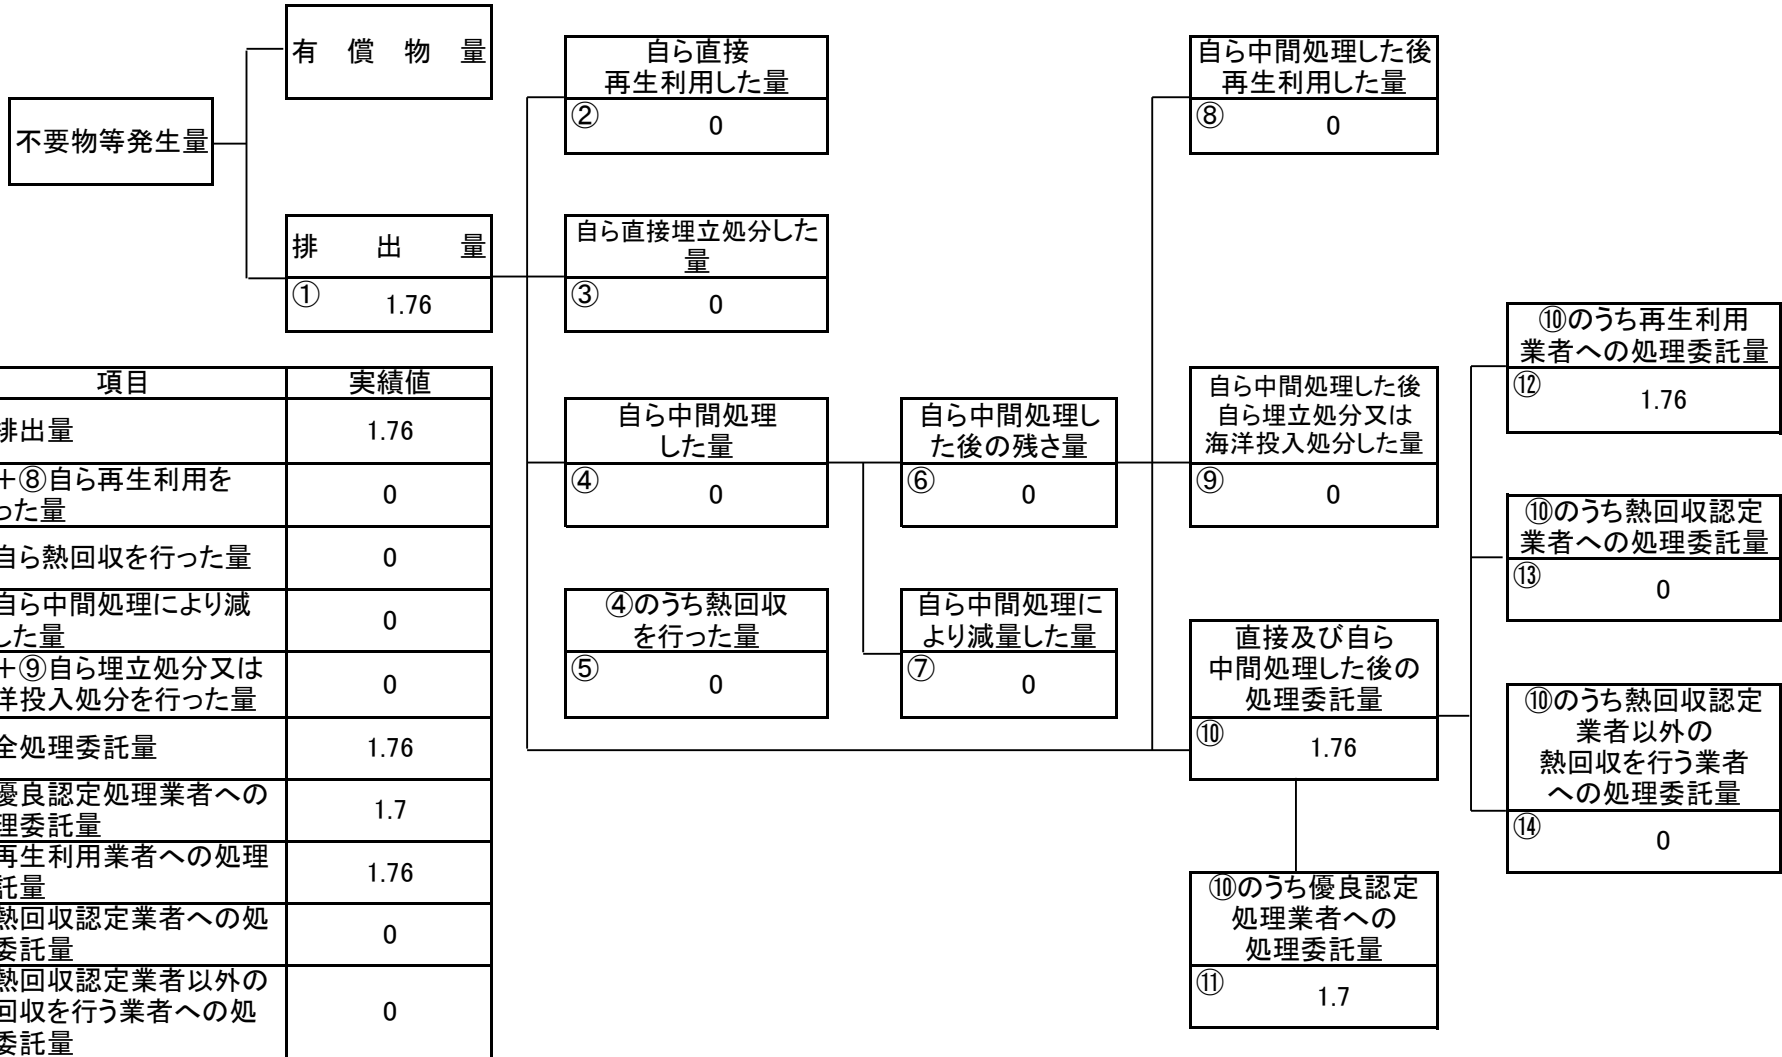 有償物量
不要物等発生量
排出量
①
1.76
自ら直接
再生利用した量
②
0
自ら直接埋立処分した
量
③
0
自ら中間処理
した量
④
0
④のうち熱回収
を行った量
⑤
0
自ら中間処理し
た後の残さ量
⑥
0
自ら中間処理に
より減量した量
⑦
0
自ら中間処理した後
再生利用した量
⑧
0
自ら中間処理した後
自ら埋立処分又は
海洋投入処分した量
⑨
0
直接及び自ら
中間処理した後の
処理委託量
⑩
1.76
⑩のうち優良認定
処理業者への
処理委託量
⑪
1.7
⑩のうち再生利用
業者への処理委託量
⑫
1.76
⑩のうち熱回収認定
業者への処理委託量
⑬
0
⑩のうち熱回収認定
業者以外の
熱回収を行う業者
への処理委託量
⑭
0
項目 実績値
排出量 1.76
+⑧自ら再生利用を
った量
0
自ら熱回収を行った量 0
自ら中間処理により減
した量
0
+⑨自ら埋立処分又は
洋投入処分を行った量
0
全処理委託量 1.76
優良認定処理業者への
理委託量
1.7
再生利用業者への処理
託量
1.76
熱回収認定業者への処
委託量
0
熱回収認定業者以外の
回収を行う業者への処
委託量
0